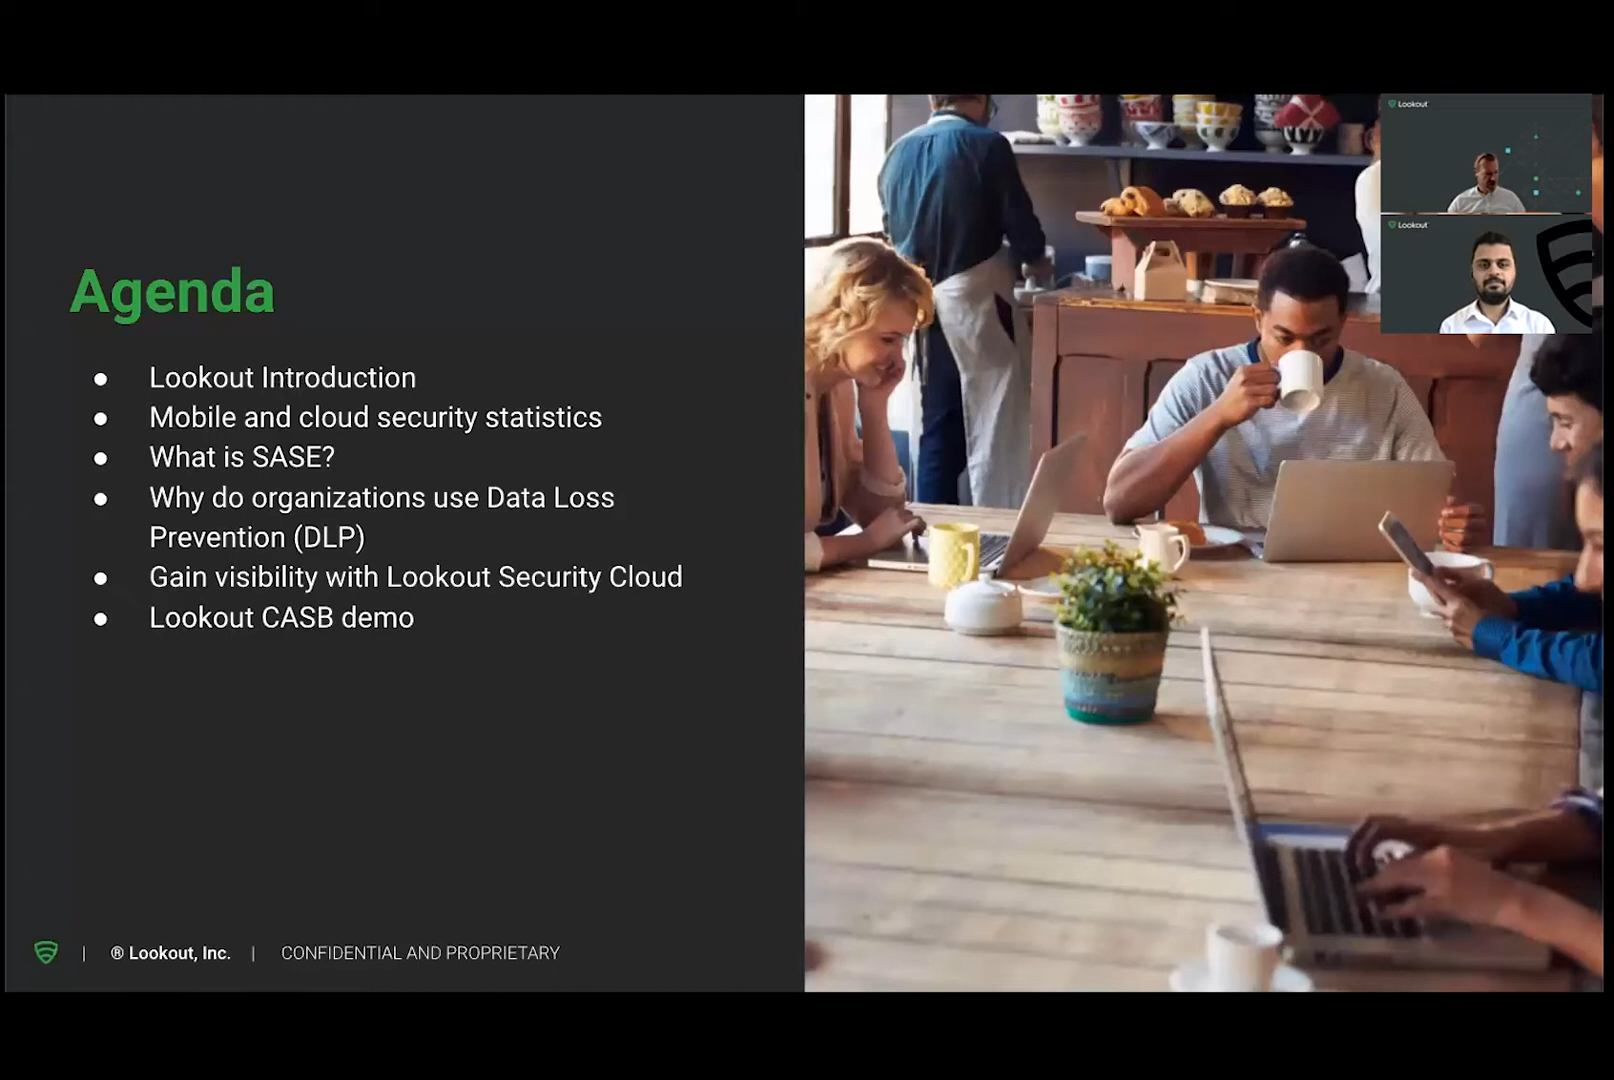 Agenda
● Lookout Introduction
● Mobile and cloud security statistics
● What is SASE?
● Why do organizations use Data Loss
Prevention (DLP)
● Gain visibility with Lookout Security Cloud
● Lookout CASB demo
| ® Lookout, Inc. | CONFIDENTIAL AND PROPRIETARY
Lookout
Lookout